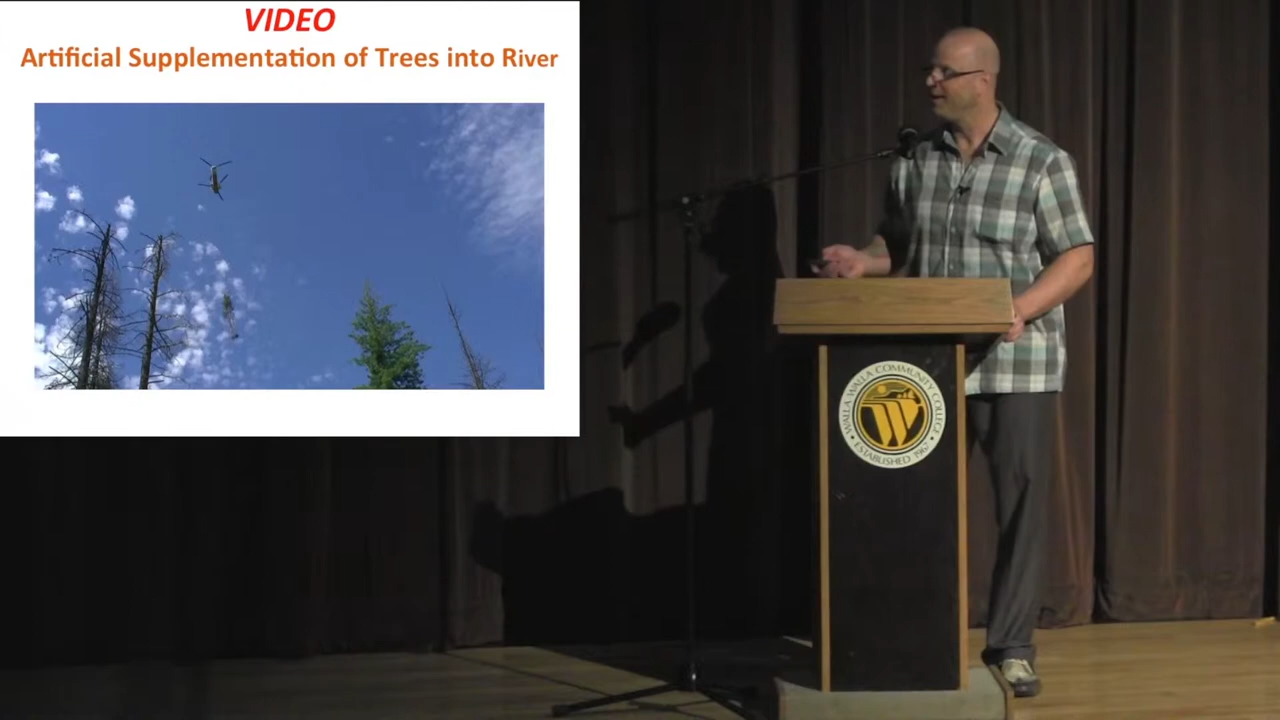 VIDEO
Artificial Supplementation of Trees into River
WALLA WALLA COMMUNITY COLLEGE
ESTABLISHED 1967